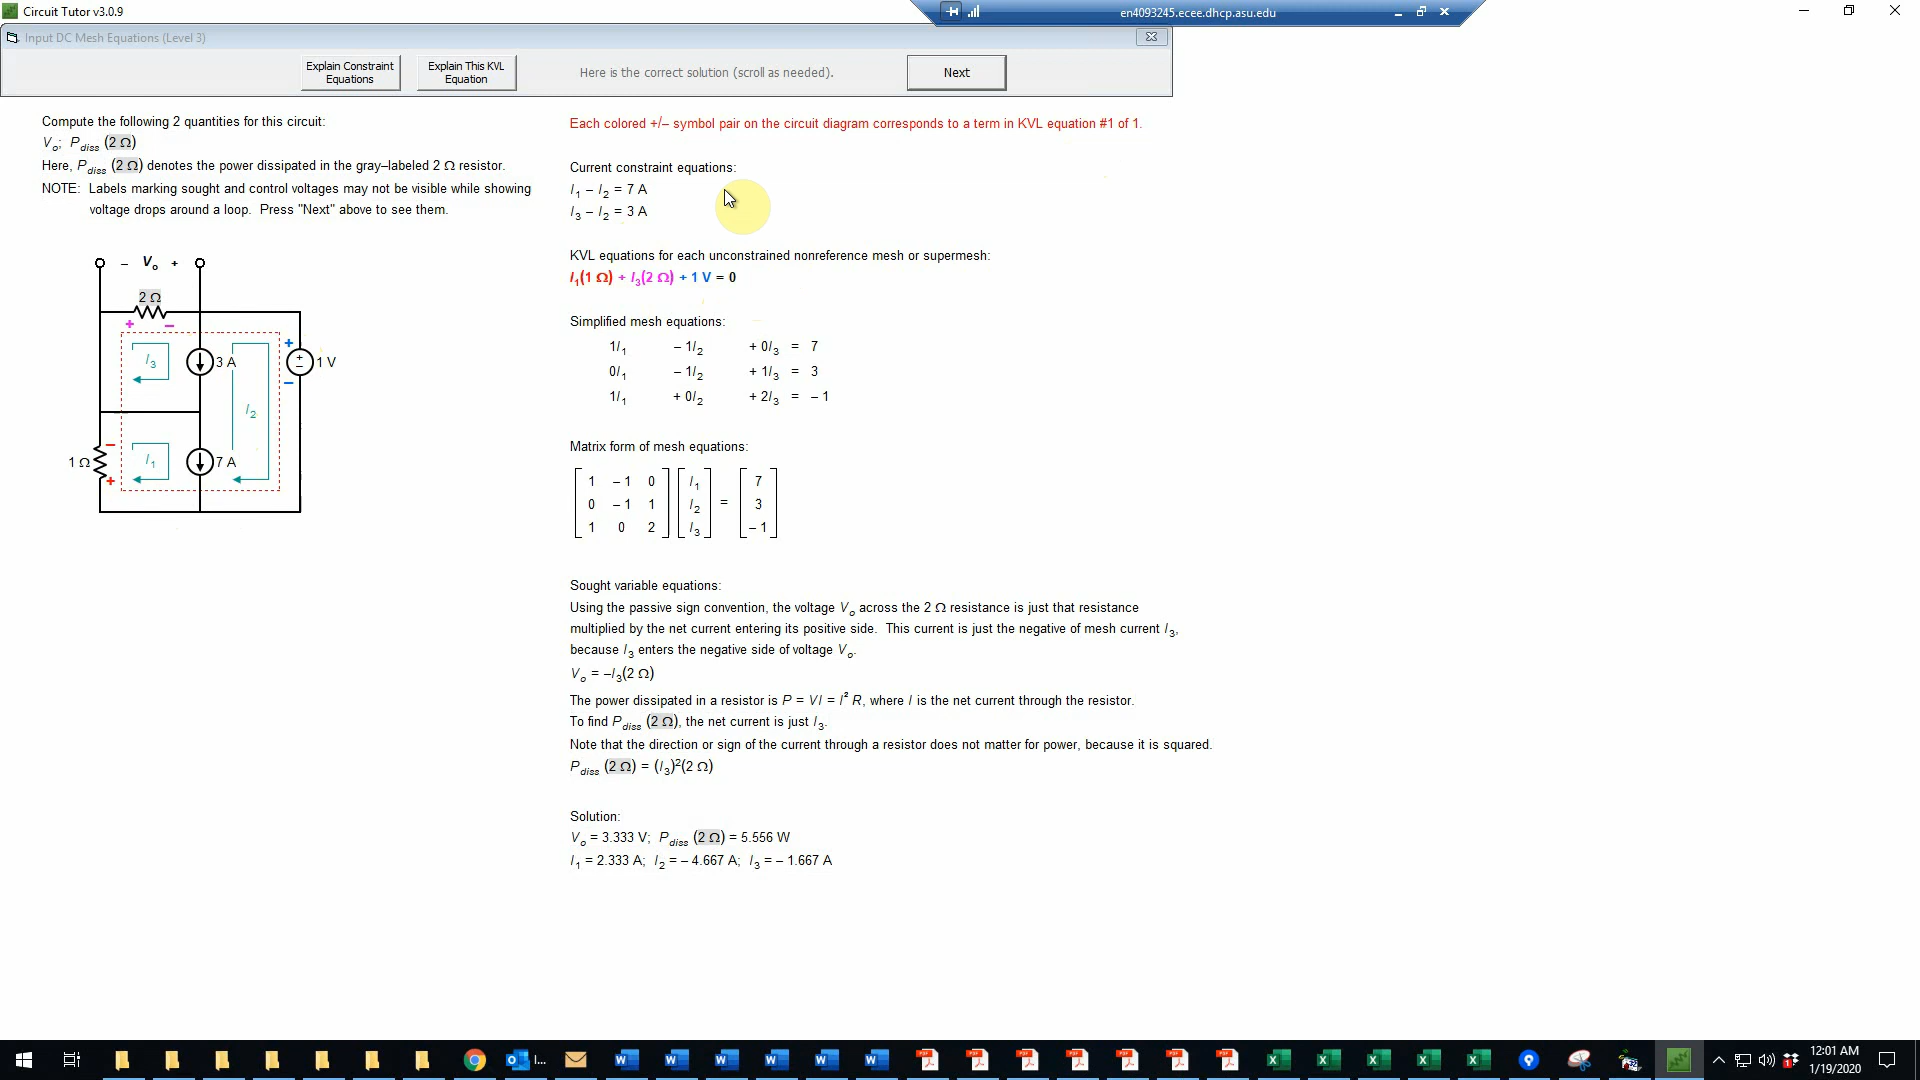 Circuit Tutor v3.0.9
en4093245.ecee.dhcp.asu.edu
Input DC Mesh Equations (Level 3)
Explain Constraint
Equations
Explain This KVL
Equation
Here is the correct solution (scroll as needed).
Next
Compute the following 2 quantities for this circuit:
Vo; Pdiss (2 Ω)
Here, Pdiss (2 Ω) denotes the power dissipated in the gray–labeled 2 Ω resistor.
NOTE: Labels marking sought and control voltages may not be visible while showing
voltage drops around a loop. Press "Next" above to see them.
– Vo +
2 Ω
+ –
I3
3 A
+
+
–
1 V
–
I2
–
1 Ω
I1
7 A
+
Each colored +/– symbol pair on the circuit diagram corresponds to a term in KVL equation #1 of 1.
Current constraint equations:
I1 – I2 = 7 A
I3 – I2 = 3 A
KVL equations for each unconstrained nonreference mesh or supermesh:
I1(1 Ω) + I3(2 Ω) + 1 V = 0
Simplified mesh equations:
1I1 – 1I2 + 0I3 = 7
0I1 – 1I2 + 1I3 = 3
1I1 + 0I2 + 2I3 = – 1
Matrix form of mesh equations:
1 – 1 0 I1 7
0 – 1 1 I2 = 3
1 0 2 I3 – 1
Sought variable equations:
Using the passive sign convention, the voltage Vo across the 2 Ω resistance is just that resistance
multiplied by the net current entering its positive side. This current is just the negative of mesh current I3,
because I3 enters the negative side of voltage Vo.
Vo = –I3(2 Ω)
The power dissipated in a resistor is P = VI = I² R, where I is the net current through the resistor.
To find Pdiss (2 Ω), the net current is just I3.
Note that the direction or sign of the current through a resistor does not matter for power, because it is squared.
Pdiss (2 Ω) = (I3)²(2 Ω)
Solution:
Vo = 3.333 V; Pdiss (2 Ω) = 5.556 W
I1 = 2.333 A; I2 = – 4.667 A; I3 = – 1.667 A
I...
12:01 AM
1/19/2020